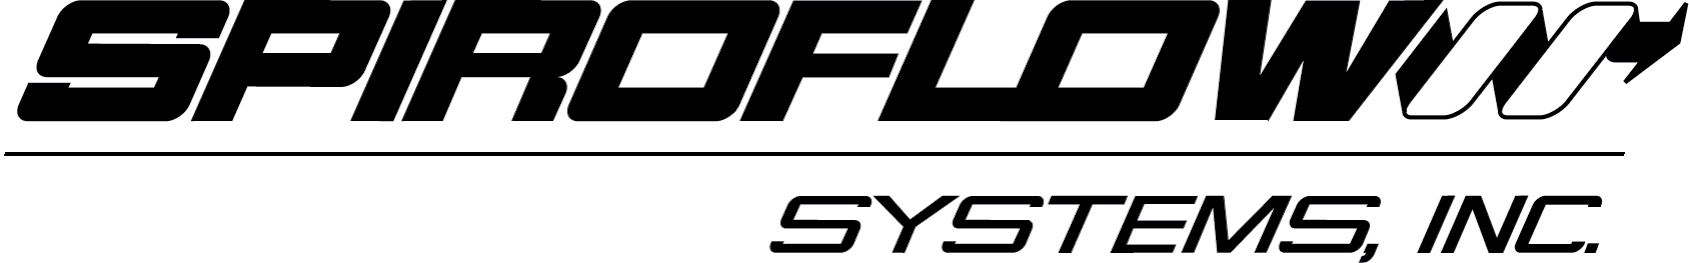 SPIROFLOW
SYSTEMS, INC.